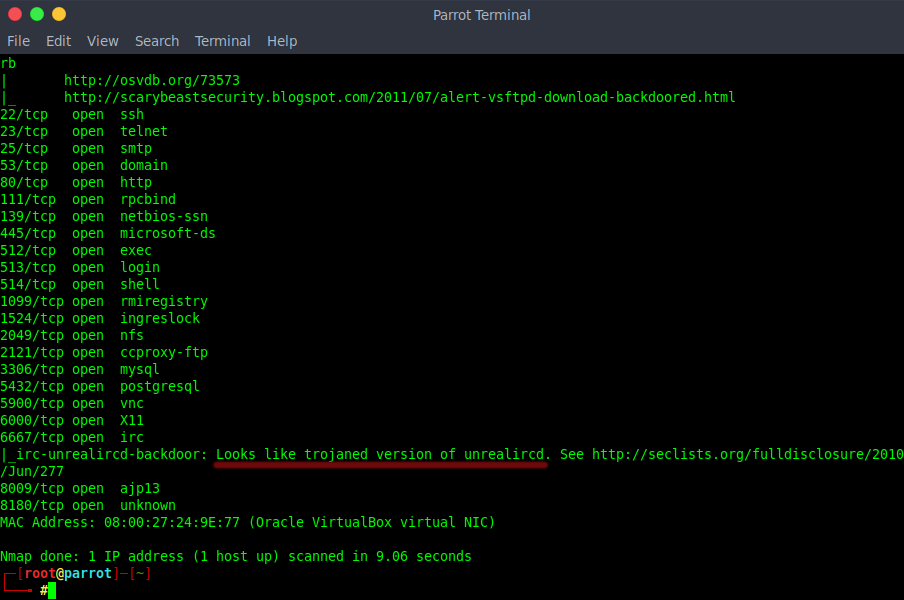 Parrot Terminal
File Edit View Search Terminal Help
rb
| http://osvdb.org/73573
|_ http://scarybeastsecurity.blogspot.com/2011/07/alert-vsftpd-download-backdoored.html
22/tcp open ssh
23/tcp open telnet
25/tcp open smtp
53/tcp open domain
80/tcp open http
111/tcp open rpcbind
139/tcp open netbios-ssn
445/tcp open microsoft-ds
512/tcp open exec
513/tcp open login
514/tcp open shell
1099/tcp open rmiregistry
1524/tcp open ingreslock
2049/tcp open nfs
2121/tcp open ccproxy-ftp
3306/tcp open mysql
5432/tcp open postgresql
5900/tcp open vnc
6000/tcp open X11
6667/tcp open irc
|_irc-unrealircd-backdoor: Looks like trojaned version of unrealircd. See http://seclists.org/fulldisclosure/2010
/Jun/277
8009/tcp open ajp13
8180/tcp open unknown
MAC Address: 08:00:27:24:9E:77 (Oracle VirtualBox virtual NIC)
Nmap done: 1 IP address (1 host up) scanned in 9.06 seconds
┌─[root@parrot]─[~]
└──╼ #